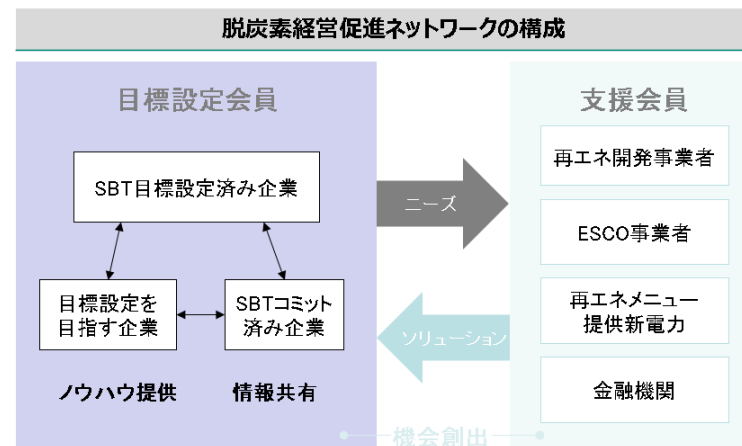 脱炭素経営促進ネットワークの構成
目標設定会員
SBT目標設定済み企業
目標設定を
目指す企業
SBTコミット
済み企業
ノウハウ提供
情報共有
ニーズ
ソリューション
支援会員
再エネ開発事業者
ESCO事業者
再エネメニュー
提供新電力
金融機関
機会創出